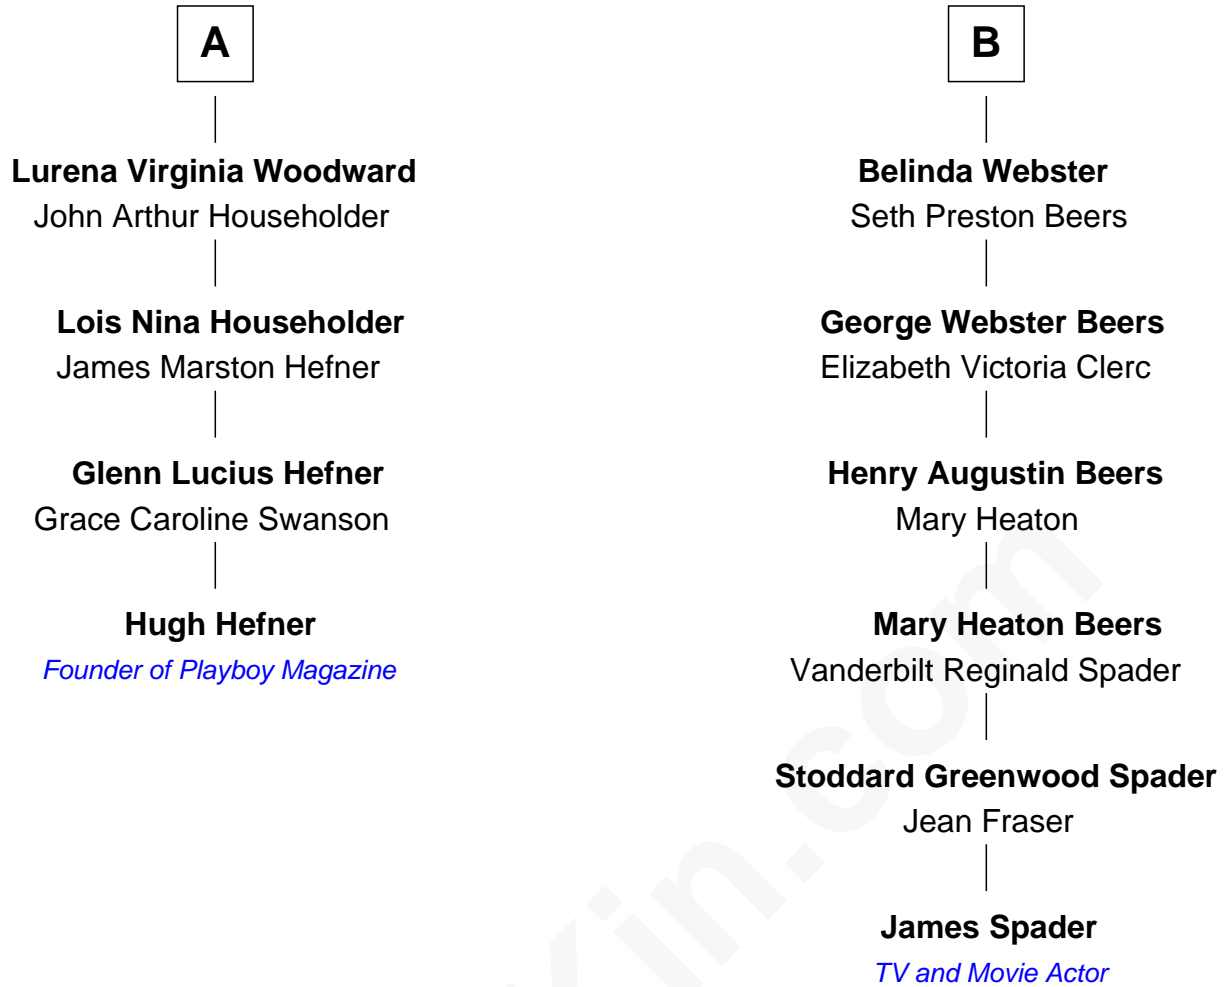 A
Lurena Virginia Woodward
John Arthur Householder
Lois Nina Householder
James Marston Hefner
Glenn Lucius Hefner
Grace Caroline Swanson
Hugh Hefner
Founder of Playboy Magazine
B
Belinda Webster
Seth Preston Beers
George Webster Beers
Elizabeth Victoria Clerc
Henry Augustin Beers
Mary Heaton
Mary Heaton Beers
Vanderbilt Reginald Spader
Stoddard Greenwood Spader
Jean Fraser
James Spader
TV and Movie Actor
Kin.com